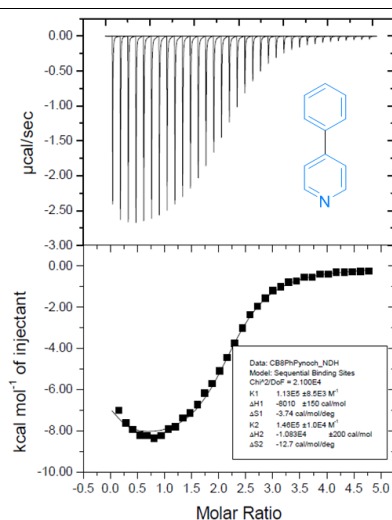 0.00
-0.50
-1.00
-1.50
-2.00
-2.50
-3.00
µcal/sec
N
0.00
-2.00
-4.00
-6.00
-8.00
-10.00
kcal mol⁻¹ of injectant
Data: CB8PhPynoch_NDH
Model: Sequential Binding Sites
Chi^2/DoF = 2.100E4
K1 1.13E5 ±8.5E3 M⁻¹
ΔH1 -8010 ±150 cal/mol
ΔS1 -3.74 cal/mol/deg
K2 1.46E5 ±1.0E4 M⁻¹
ΔH2 -1.083E4 ±200 cal/mol
ΔS2 -12.7 cal/mol/deg
-0.5 0.0 0.5 1.0 1.5 2.0 2.5 3.0 3.5 4.0 4.5 5.0
Molar Ratio